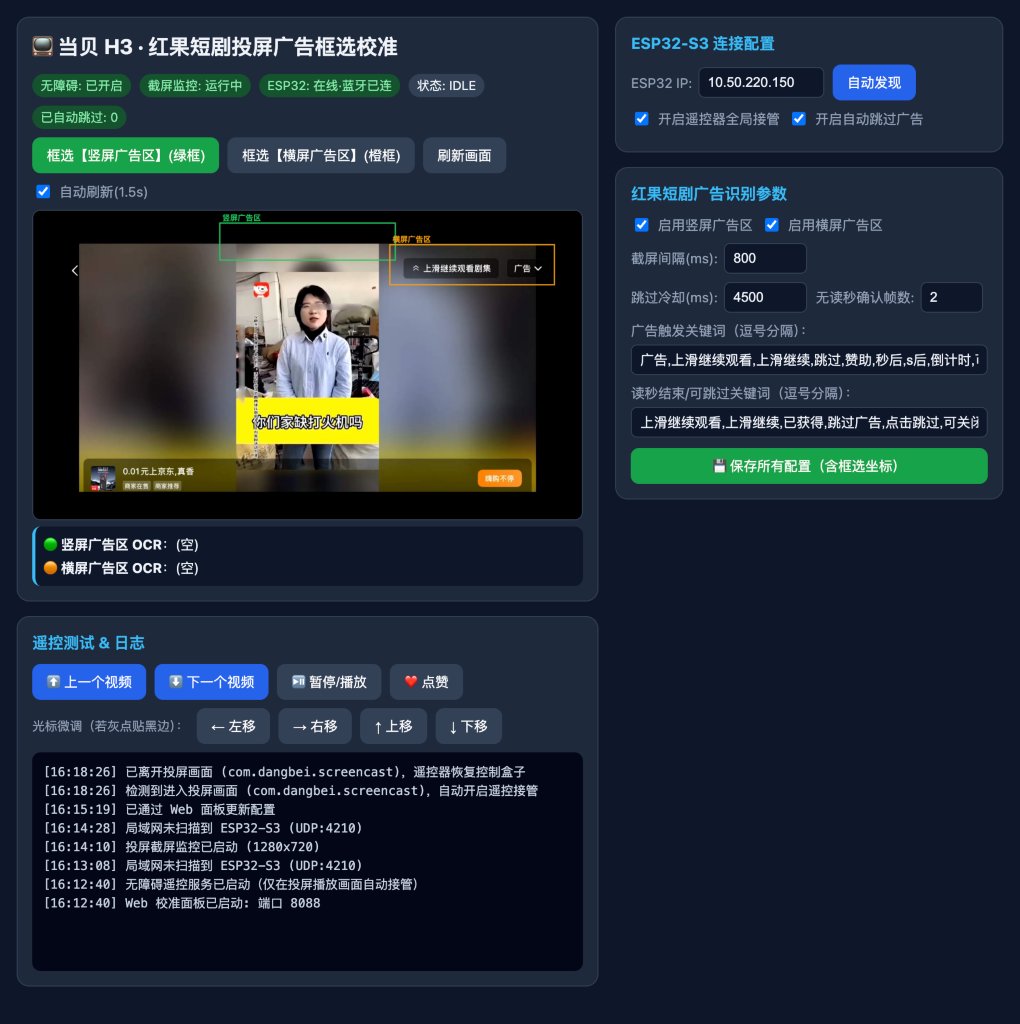 当贝 H3 · 红果短剧投屏广告框选校准
无障碍: 已开启
截屏监控: 运行中
ESP32: 在线·蓝牙已连
状态: IDLE
已自动跳过: 0
框选【竖屏广告区】(绿框)
框选【横屏广告区】(橙框)
刷新画面
自动刷新(1.5s)
竖屏广告区
横屏广告区
上滑继续观看剧集
广告
你们家缺打火机吗
0.01元上京东,真香
商家在售 商家推荐
嗨购不停
竖屏广告区 OCR: (空)
横屏广告区 OCR: (空)
遥控测试 & 日志
上一个视频
下一个视频
暂停/播放
点赞
光标微调（若灰点贴黑边）:
← 左移
→ 右移
↑ 上移
↓ 下移
[16:18:26] 已离开投屏画面 (com.dangbei.screencast)，遥控器恢复控制盒子
[16:18:26] 检测到进入投屏画面 (com.dangbei.screencast)，自动开启遥控接管
[16:15:19] 已通过 Web 面板更新配置
[16:14:28] 局域网未扫描到 ESP32-S3 (UDP:4210)
[16:14:10] 投屏截屏监控已启动 (1280x720)
[16:13:08] 局域网未扫描到 ESP32-S3 (UDP:4210)
[16:12:40] 无障碍遥控服务已启动（仅在投屏播放画面自动接管）
[16:12:40] Web 校准面板已启动: 端口 8088
ESP32-S3 连接配置
ESP32 IP: 10.50.220.150 自动发现
开启遥控器全局接管 开启自动跳过广告
红果短剧广告识别参数
启用竖屏广告区 启用横屏广告区
截屏间隔(ms): 800
跳过冷却(ms): 4500 无读秒确认帧数: 2
广告触发关键词（逗号分隔）:
广告,上滑继续观看,上滑继续,跳过,赞助,秒后,s后,倒计时,
读秒结束/可跳过关键词（逗号分隔）:
上滑继续观看,上滑继续,已获得,跳过广告,点击跳过,可关闭
保存所有配置（含框选坐标）